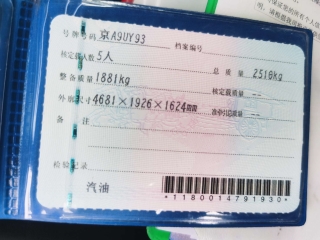 号牌号码 京A9UY93 档案编号
核定载人数 5人 总质量 2518kg
整备质量 1881kg 核定载质量 --
外廓尺寸 4681×1926×1624mm 准牵引总质量 --
备注
检验记录
汽油
*1180014791930*